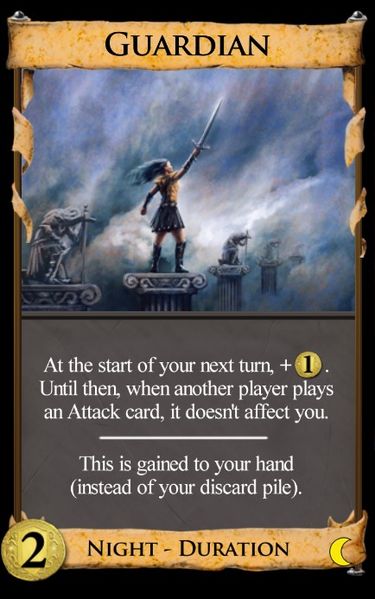 GUARDIAN
At the start of your next turn, +1.
Until then, when another player plays
an Attack card, it doesn't affect you.
This is gained to your hand
(instead of your discard pile).
2
NIGHT - DURATION